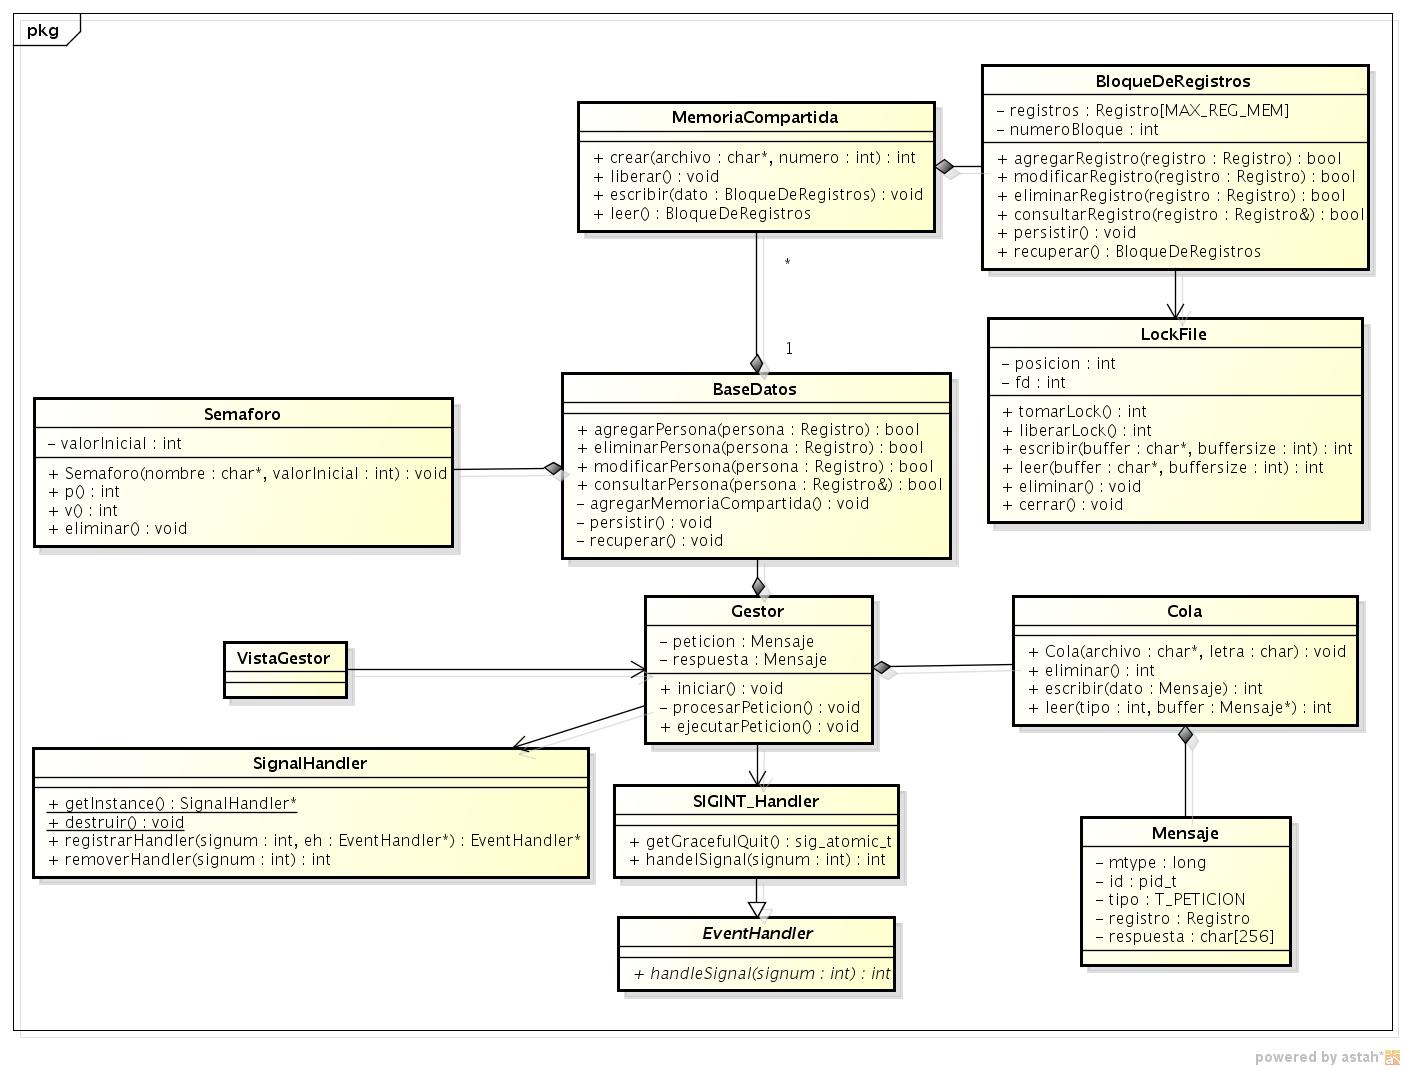 pkg
MemoriaCompartida
+ crear(archivo : char*, numero : int) : int
+ liberar() : void
+ escribir(dato : BloqueDeRegistros) : void
+ leer() : BloqueDeRegistros
BloqueDeRegistros
- registros : Registro[MAX_REG_MEM]
- numeroBloque : int
+ agregarRegistro(registro : Registro) : bool
+ modificarRegistro(registro : Registro) : bool
+ eliminarRegistro(registro : Registro) : bool
+ consultarRegistro(registro : Registro&) : bool
+ persistir() : void
+ recuperar() : BloqueDeRegistros
*
1
LockFile
- posicion : int
- fd : int
+ tomarLock() : int
+ liberarLock() : int
+ escribir(buffer : char*, buffersize : int) : int
+ leer(buffer : char*, buffersize : int) : int
+ eliminar() : void
+ cerrar() : void
BaseDatos
+ agregarPersona(persona : Registro) : bool
+ eliminarPersona(persona : Registro) : bool
+ modificarPersona(persona : Registro) : bool
+ consultarPersona(persona : Registro&) : bool
- agregarMemoriaCompartida() : void
- persistir() : void
- recuperar() : void
Semaforo
- valorInicial : int
+ Semaforo(nombre : char*, valorInicial : int) : void
+ p() : int
+ v() : int
+ eliminar() : void
Gestor
- peticion : Mensaje
- respuesta : Mensaje
+ iniciar() : void
- procesarPeticion() : void
+ ejecutarPeticion() : void
Cola
+ Cola(archivo : char*, letra : char) : void
+ eliminar() : int
+ escribir(dato : Mensaje) : int
+ leer(tipo : int, buffer : Mensaje*) : int
VistaGestor
SignalHandler
+ getInstance() : SignalHandler*
+ destruir() : void
+ registrarHandler(signum : int, eh : EventHandler*) : EventHandler*
+ removerHandler(signum : int) : int
SIGINT_Handler
+ getGracefulQuit() : sig_atomic_t
+ handelSignal(signum : int) : int
Mensaje
- mtype : long
- id : pid_t
- tipo : T_PETICION
- registro : Registro
- respuesta : char[256]
EventHandler
+ handleSignal(signum : int) : int
powered by astah*